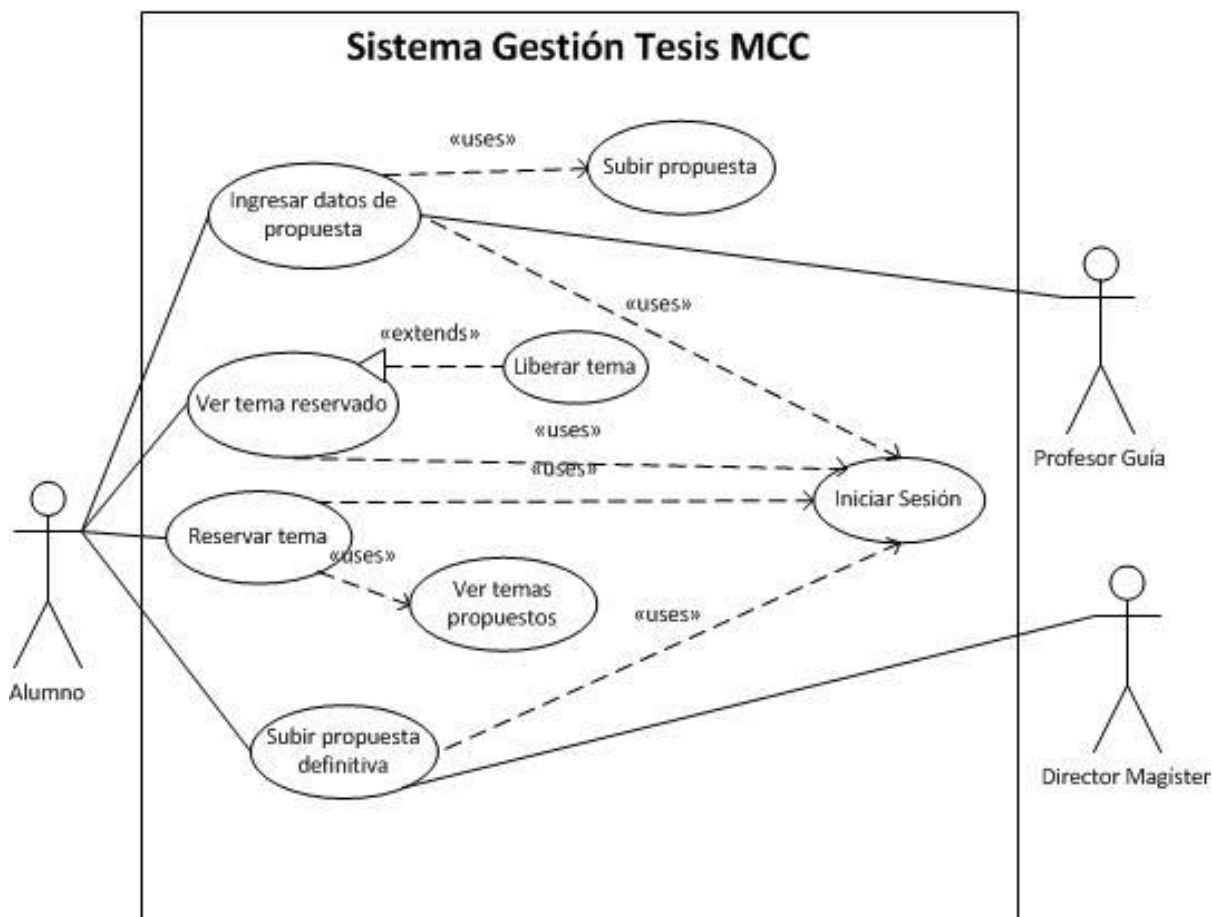 Sistema Gestión Tesis MCC
«uses»
Subir propuesta
Ingresar datos de
propuesta
«uses»
«extends»
Liberar tema
Ver tema reservado
«uses»
Profesor Guía
«uses»
Iniciar Sesión
Reservar tema
«uses»
Ver temas
propuestos
«uses»
Alumno
Subir propuesta
definitiva
Director Magister